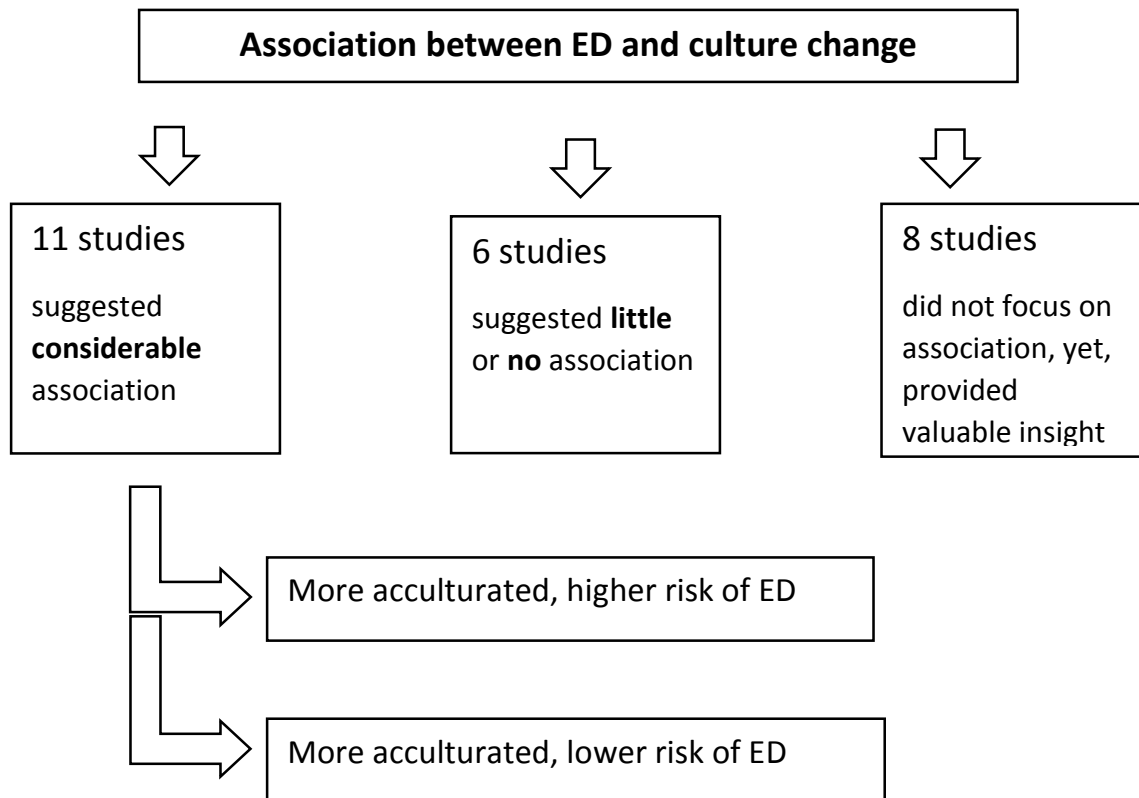 Association between ED and culture change
11 studies
suggested
considerable
association
6 studies
suggested little
or no association
8 studies
did not focus on
association, yet,
provided
valuable insight
More acculturated, higher risk of ED
More acculturated, lower risk of ED